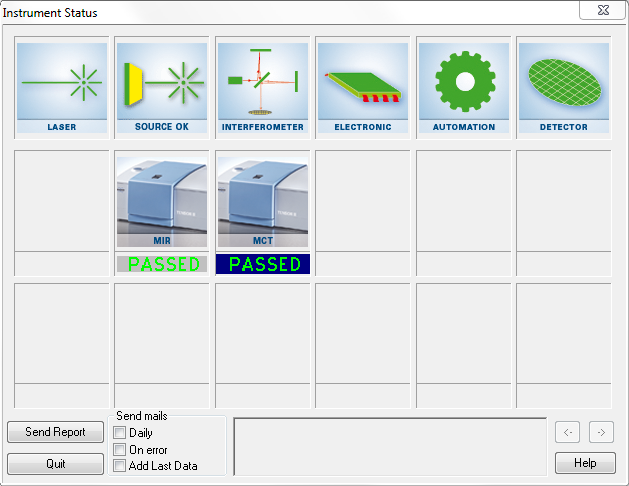 Instrument Status
LASER SOURCE OK INTERFEROMETER ELECTRONIC AUTOMATION DETECTOR
MIR MCT
PASSED PASSED
Send mails
Send Report
Daily
On error
Quit
Add Last Data
<- ->
Help